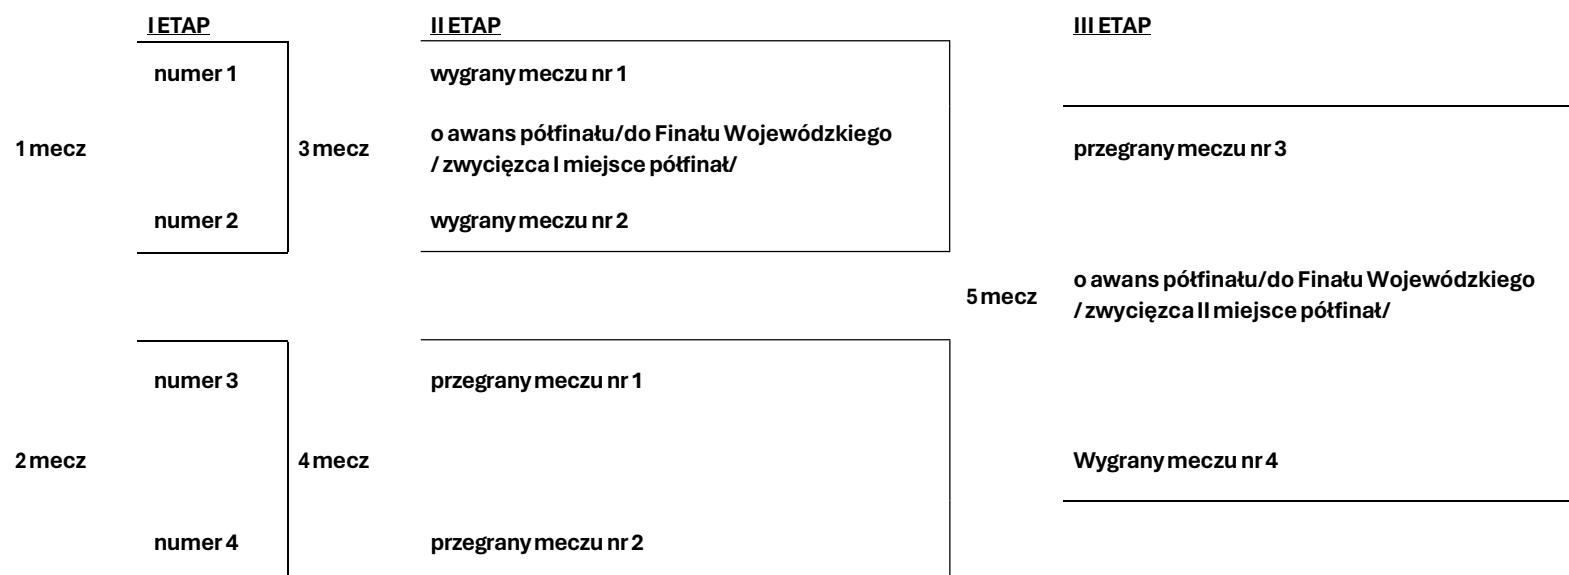 I ETAP
II ETAP
III ETAP
numer 1
wygrany meczu nr 1
1 mecz
3 mecz
o awans półfinału/do Finału Wojewódzkiego
/ zwycięzca I miejsce półfinał/
przegrany meczu nr 3
numer 2
wygrany meczu nr 2
5 mecz
o awans półfinału/do Finału Wojewódzkiego
/ zwycięzca II miejsce półfinał/
numer 3
przegrany meczu nr 1
2 mecz
4 mecz
Wygrany meczu nr 4
numer 4
przegrany meczu nr 2